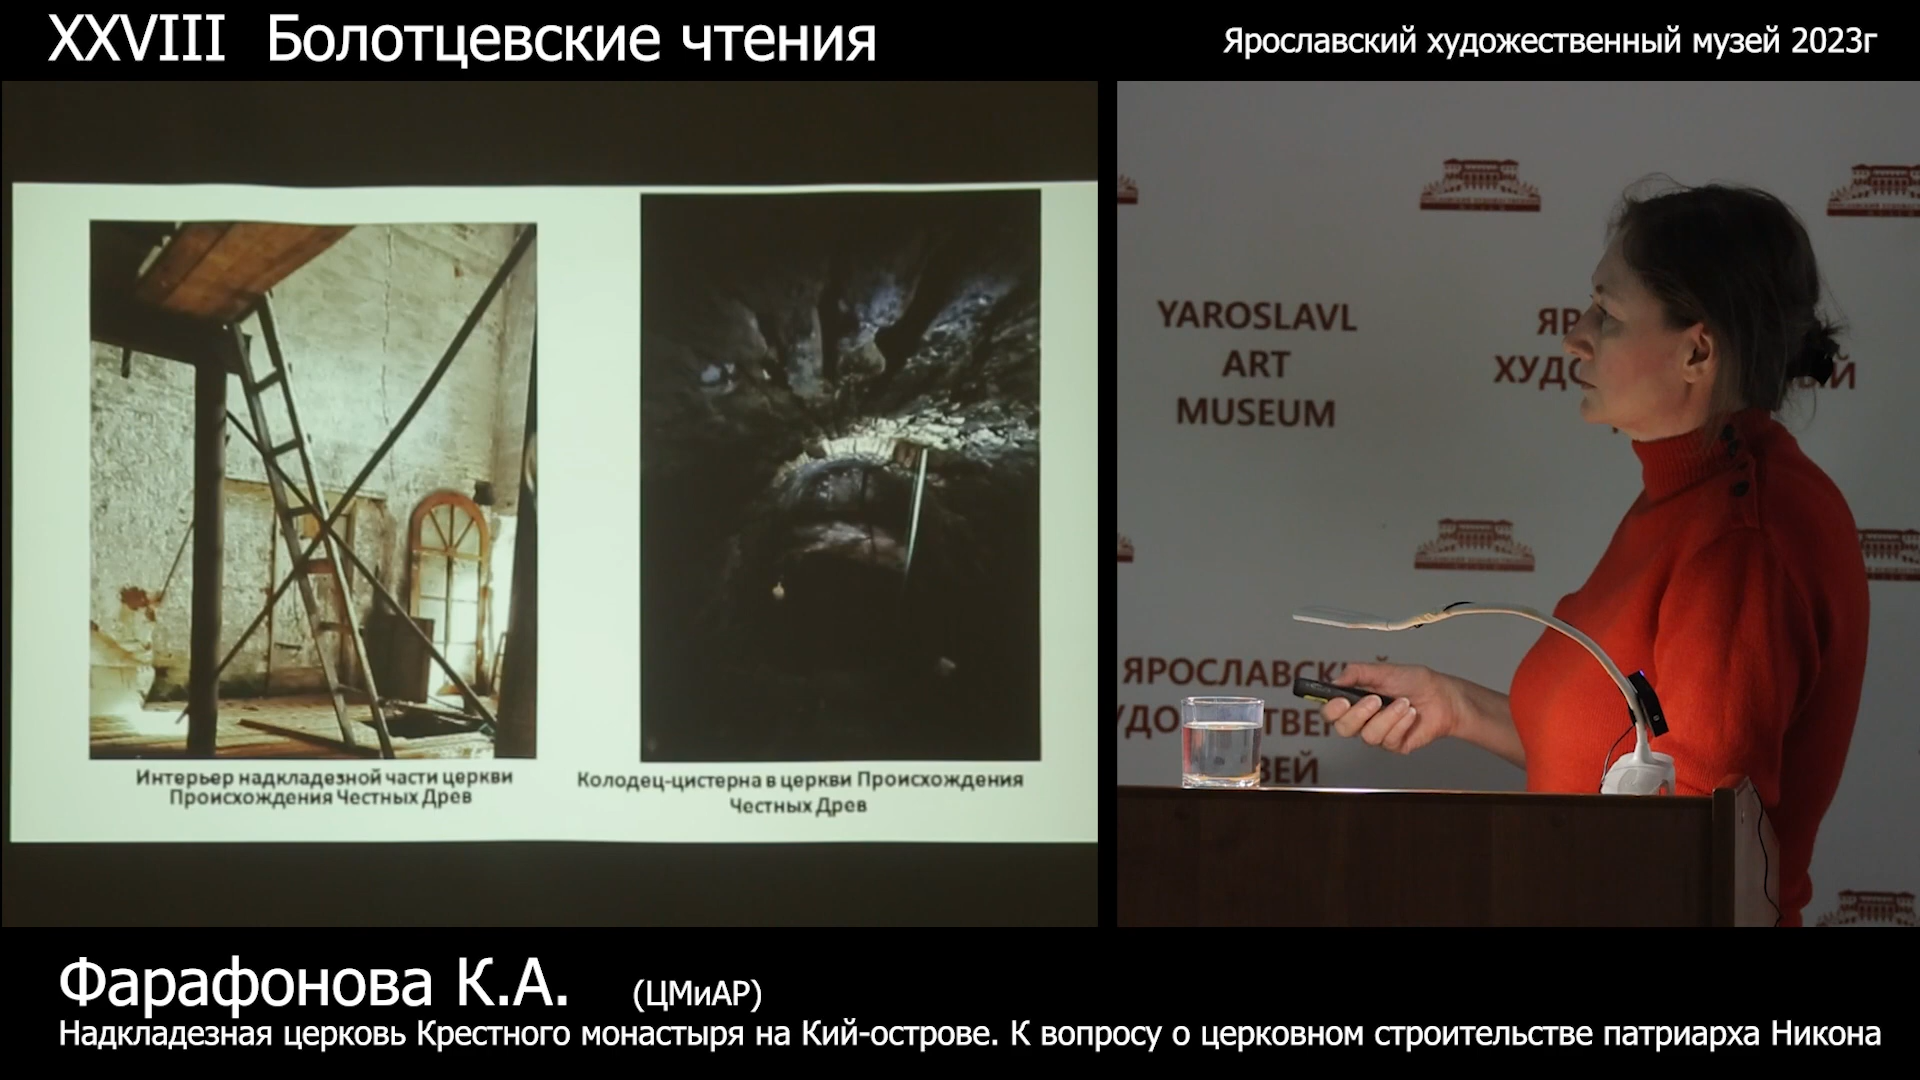 XXVIII Болотцевские чтения
Ярославский художественный музей 2023г
Интерьер надкладезной части церкви
Происхождения Честных Древ
Колодец-цистерна в церкви Происхождения
Честных Древ
YAROSLAVL
ART
MUSEUM
ЯРОСЛАВСК
Фарафонова К.А. (ЦМиАР)
Надкладезная церковь Крестного монастыря на Кий-острове. К вопросу о церковном строительстве патриарха Никона